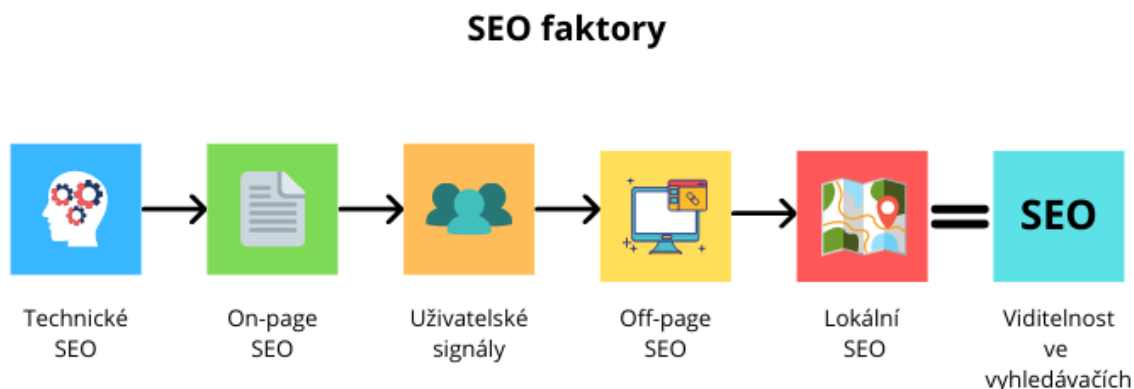 SEO faktory
SEO
Technické
SEO
On-page
SEO
Uživatelské
signály
Off-page
SEO
Lokální
SEO
Viditelnost
ve
vyhledávačích